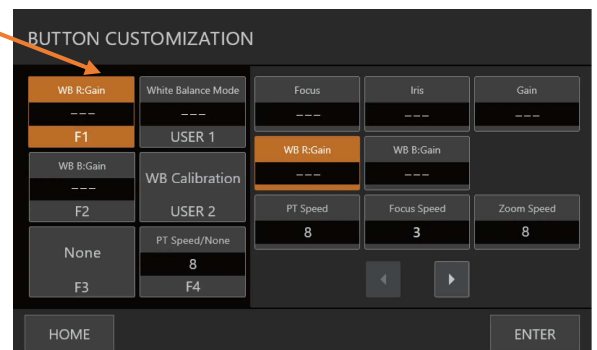 BUTTON CUSTOMIZATION
WB R:Gain
---
F1
White Balance Mode
---
USER 1
WB B:Gain
---
F2
WB Calibration
USER 2
None
F3
PT Speed/None
8
F4
Focus
---
Iris
---
Gain
---
WB R:Gain
---
WB B:Gain
---
PT Speed
8
Focus Speed
3
Zoom Speed
8
HOME
ENTER